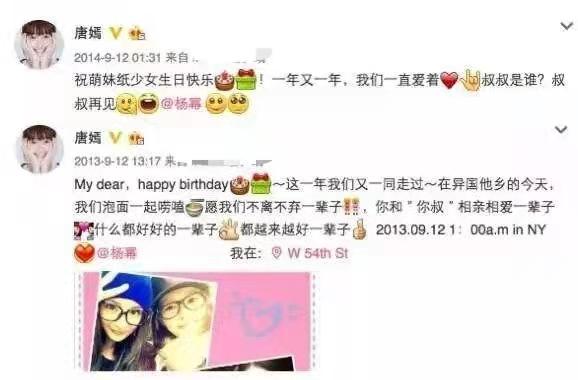 唐嫣
2014-9-12 01:31 来自
祝萌妹纸少女生日快乐！一年又一年，我们一直爱着叔叔是谁？叔
叔再见@杨幂
唐嫣
2013-9-12 13:17 来自
My dear，happy birthday～这一年我们又一同走过～在异国他乡的今天，
我们泡面一起唠嗑愿我们不离不弃一辈子，你和＂你叔＂相亲相爱一辈子
什么都好好的一辈子都越来越好一辈子 2013.09.12 1：00a.m in NY
@杨幂 我在： W 54th St